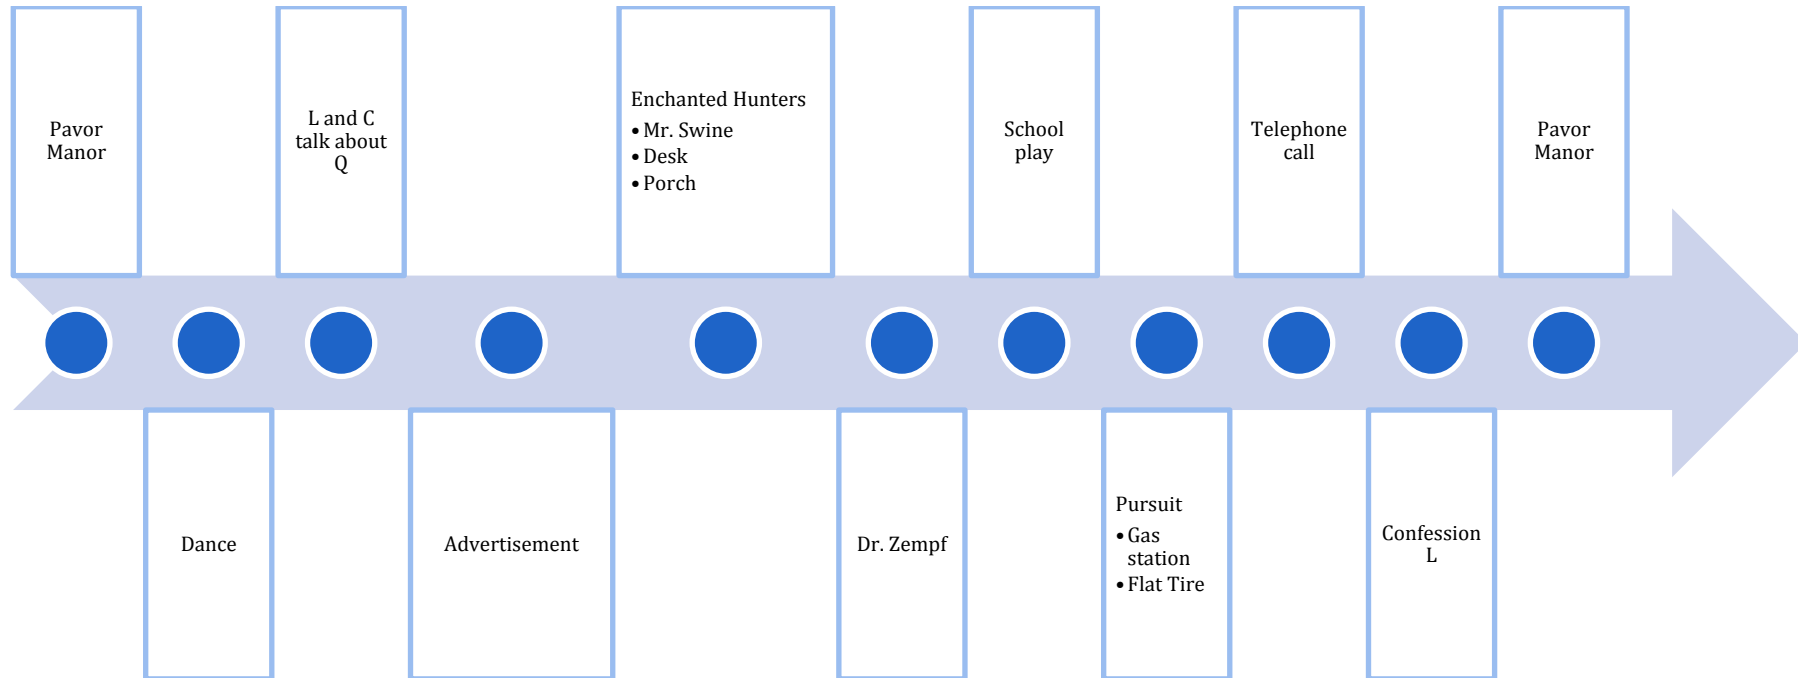 Pavor
Manor
L and C
talk about
Q
Enchanted Hunters
• Mr. Swine
• Desk
• Porch
School
play
Telephone
call
Pavor
Manor
Dance
Advertisement
Dr. Zempf
Pursuit
• Gas
station
• Flat Tire
Confession
L